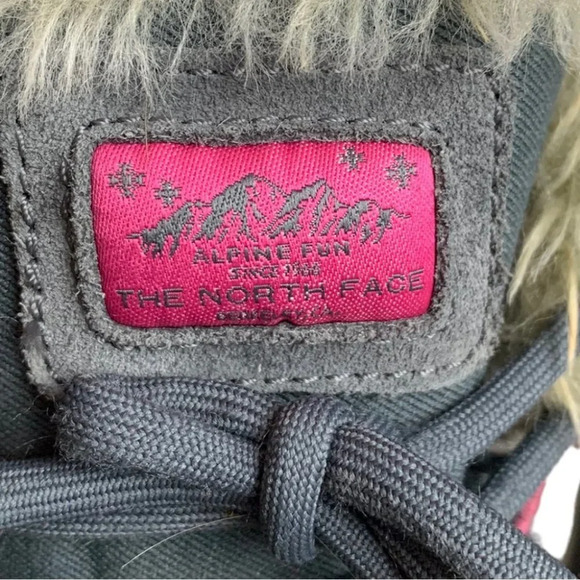 ALPINE FUN
SINCE 1966
THE NORTH FACE